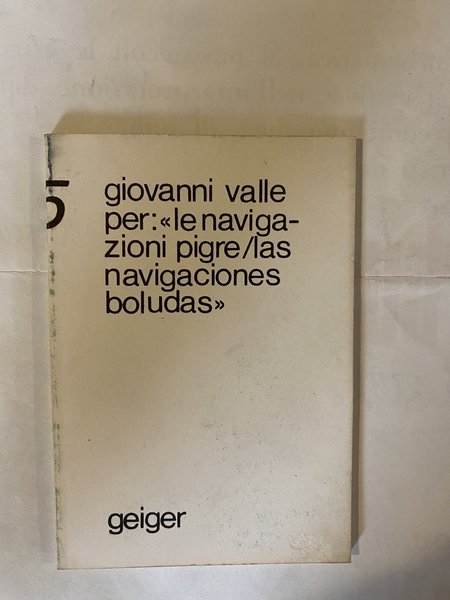 5
giovanni valle
per:«le naviga-
zioni pigre/las
navigaciones
boludas»
geiger